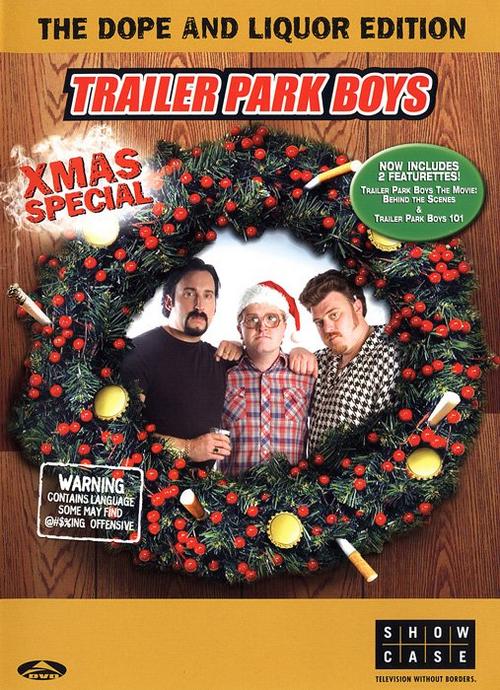 THE DOPE AND LIQUOR EDITION
TRAILER PARK BOYS
XMAS
SPECIAL
NOW INCLUDES
2 FEATURETTES!
TRAILER PARK BOYS THE MOVIE:
BEHIND THE SCENES
&
TRAILER PARK BOYS 101
WARNING
CONTAINS LANGUAGE
SOME MAY FIND
@#$%ING OFFENSIVE
SHOW
CASE
TELEVISION WITHOUT BORDERS.
DVD